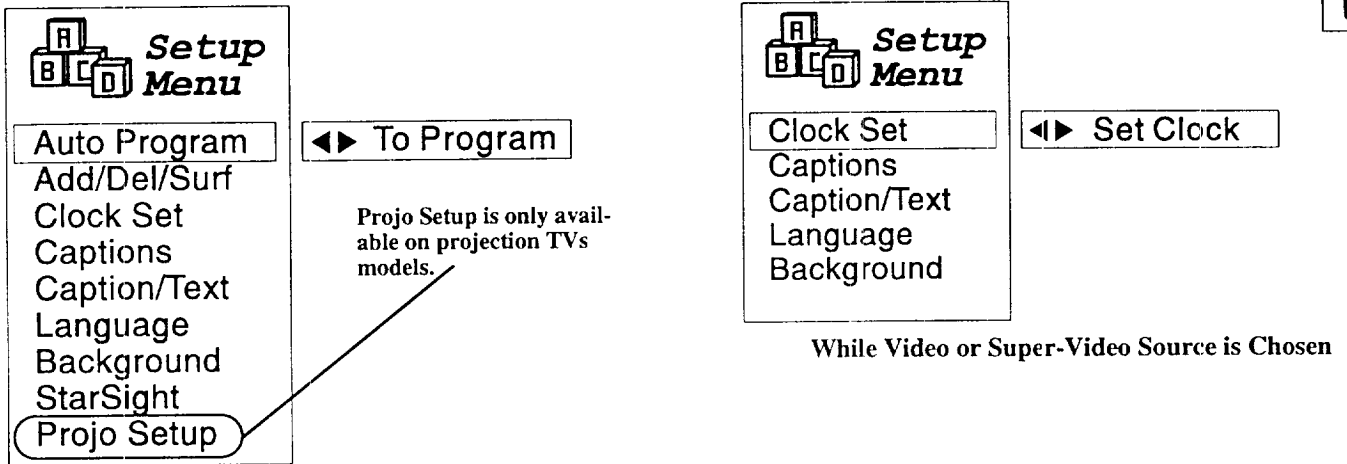 A
B C D
Setup
Menu
Auto Program
◀▶ To Program
Add/Del/Surf
Clock Set
Captions
Caption/Text
Language
Background
StarSight
Projo Setup
Projo Setup is only avail-
able on projection TVs
models.
A
B C D
Setup
Menu
Clock Set
◀▶ Set Clock
Captions
Caption/Text
Language
Background
While Video or Super-Video Source is Chosen